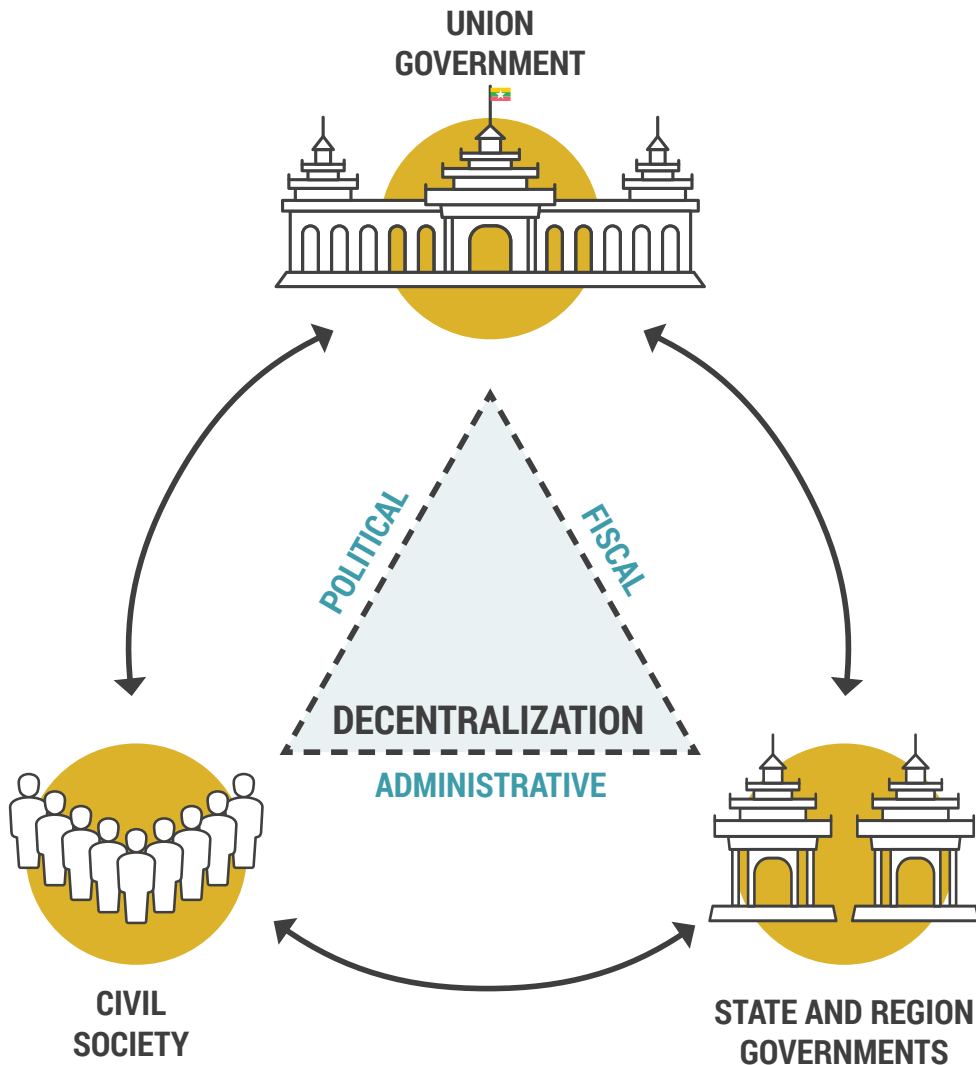 UNION
GOVERNMENT
POLITICAL
FISCAL
DECENTRALIZATION
ADMINISTRATIVE
CIVIL
SOCIETY
STATE AND REGION
GOVERNMENTS